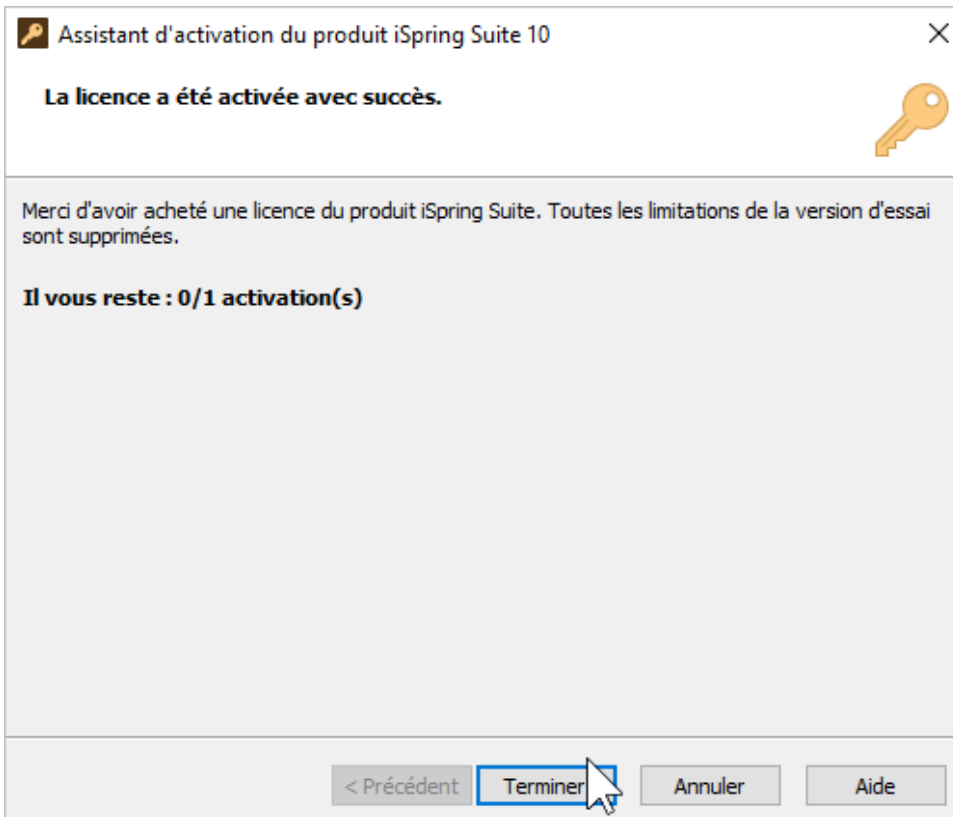 Assistant d'activation du produit iSpring Suite 10
La licence a été activée avec succès.
Merci d'avoir acheté une licence du produit iSpring Suite. Toutes les limitations de la version d'essai
sont supprimées.
Il vous reste : 0/1 activation(s)
< Précédent Terminer Annuler Aide